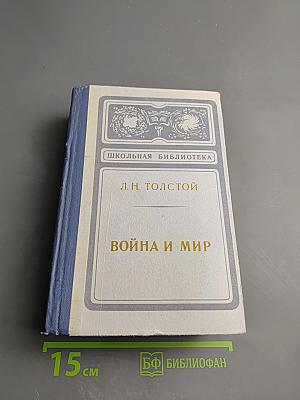 ШКОЛЬНАЯ БИБЛИОТЕКА
Л.Н.ТОЛСТОЙ
ВОЙНА И МИР
15 см
БФ БИБЛИОФАН